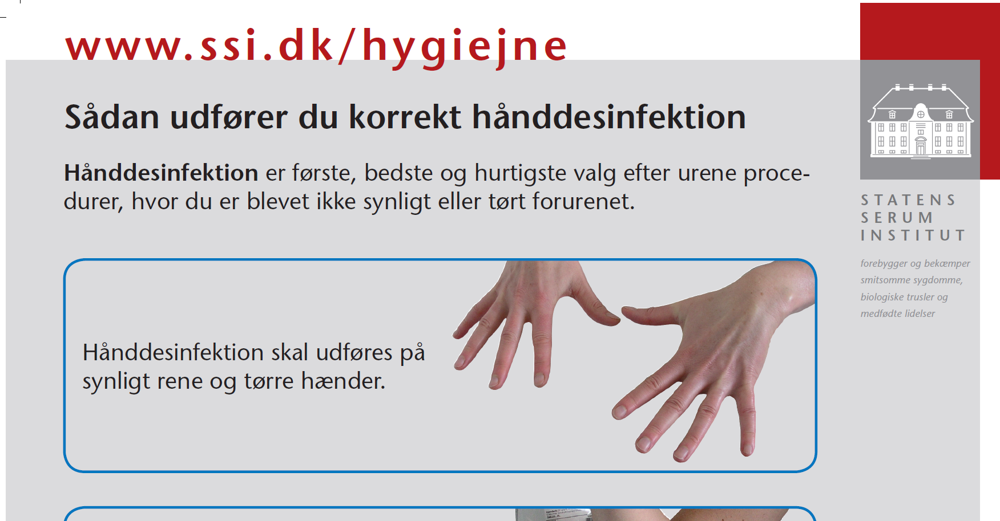 www.ssi.dk/hygiejne
Sådan udfører du korrekt hånddesinfektion
Hånddesinfektion er første, bedste og hurtigste valg efter urene proce-
durer, hvor du er blevet ikke synligt eller tørt forurenet.
Hånddesinfektion skal udføres på
synligt rene og tørre hænder.
STATENS
SERUM
INSTITUT
forebygger og bekæmper
smitsomme sygdomme,
biologiske trusler og
medfødte lidelser